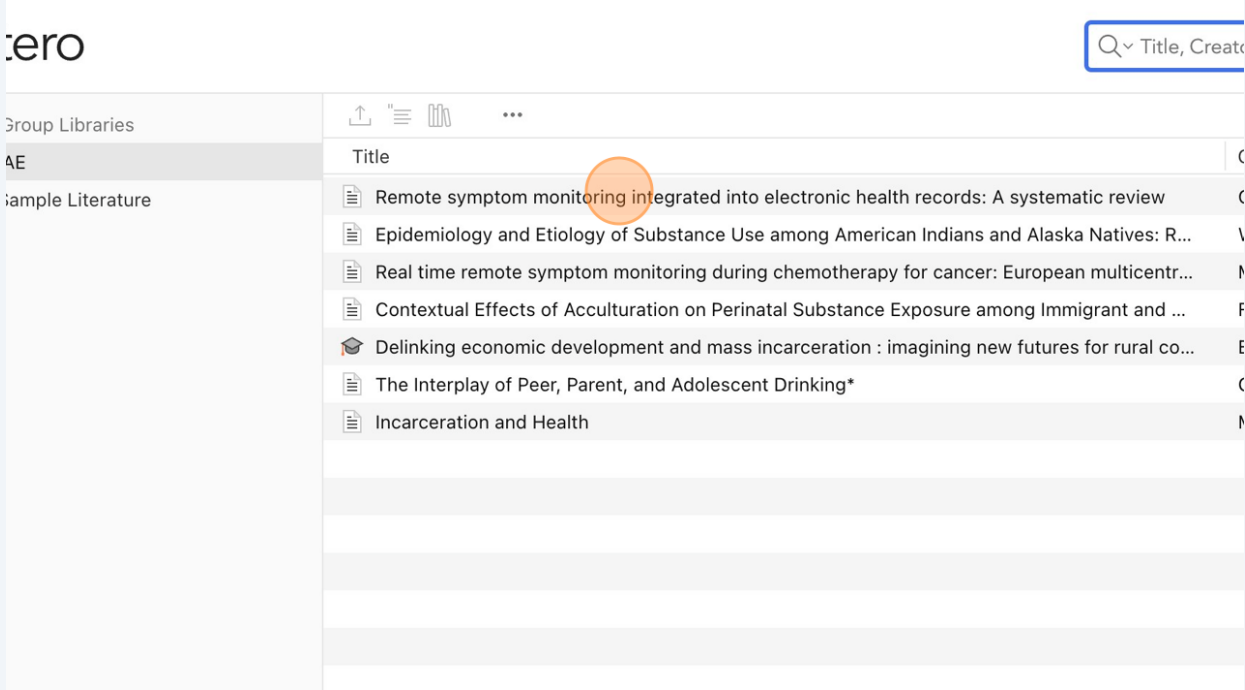 tero
Title, Creato
Group Libraries
AE
Sample Literature
Title
Remote symptom monitoring integrated into electronic health records: A systematic review
Epidemiology and Etiology of Substance Use among American Indians and Alaska Natives: R...
Real time remote symptom monitoring during chemotherapy for cancer: European multicentr...
Contextual Effects of Acculturation on Perinatal Substance Exposure among Immigrant and ...
Delinking economic development and mass incarceration : imagining new futures for rural co...
The Interplay of Peer, Parent, and Adolescent Drinking*
Incarceration and Health